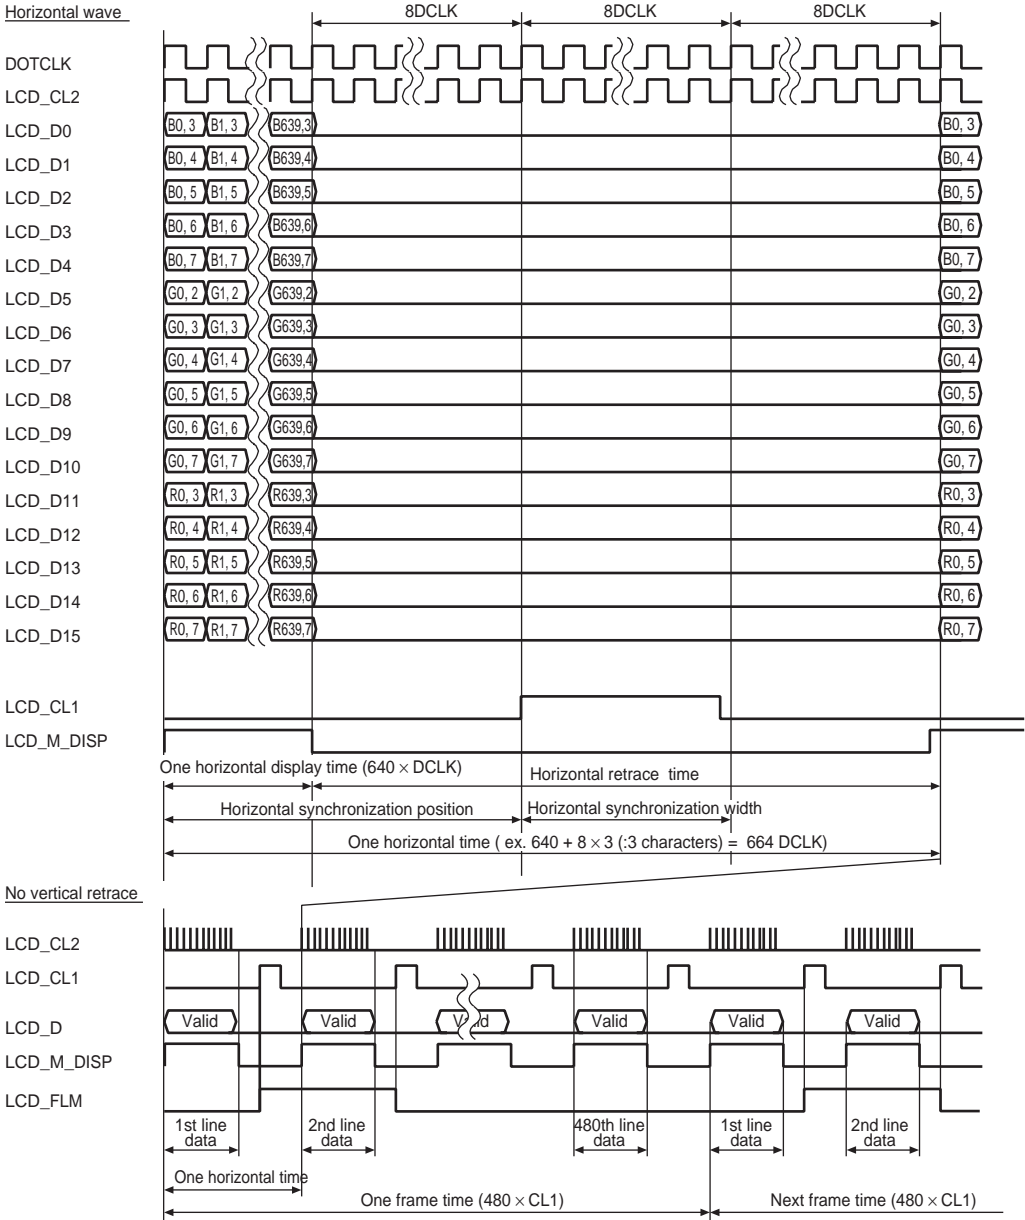 Horizontal wave
8DCLK 8DCLK 8DCLK
DOTCLK
LCD_CL2
LCD_D0 B0, 3 B1, 3 B639,3 B0, 3
LCD_D1 B0, 4 B1, 4 B639,4 B0, 4
LCD_D2 B0, 5 B1, 5 B639,5 B0, 5
LCD_D3 B0, 6 B1, 6 B639,6 B0, 6
LCD_D4 B0, 7 B1, 7 B639,7 B0, 7
LCD_D5 G0, 2 G1, 2 G639,2 G0, 2
LCD_D6 G0, 3 G1, 3 G639,3 G0, 3
LCD_D7 G0, 4 G1, 4 G639,4 G0, 4
LCD_D8 G0, 5 G1, 5 G639,5 G0, 5
LCD_D9 G0, 6 G1, 6 G639,6 G0, 6
LCD_D10 G0, 7 G1, 7 G639,7 G0, 7
LCD_D11 R0, 3 R1, 3 R639,3 R0, 3
LCD_D12 R0, 4 R1, 4 R639,4 R0, 4
LCD_D13 R0, 5 R1, 5 R639,5 R0, 5
LCD_D14 R0, 6 R1, 6 R639,6 R0, 6
LCD_D15 R0, 7 R1, 7 R639,7 R0, 7
LCD_CL1
LCD_M_DISP
One horizontal display time (640 × DCLK)
Horizontal retrace time
Horizontal synchronization position
Horizontal synchronization width
One horizontal time ( ex. 640 + 8 × 3 (:3 characters) = 664 DCLK)
No vertical retrace
LCD_CL2
LCD_CL1
LCD_D Valid Valid Valid Valid Valid Valid
LCD_M_DISP
LCD_FLM
1st line data
2nd line data
480th line data
1st line data
2nd line data
One horizontal time
One frame time (480 × CL1)
Next frame time (480 × CL1)